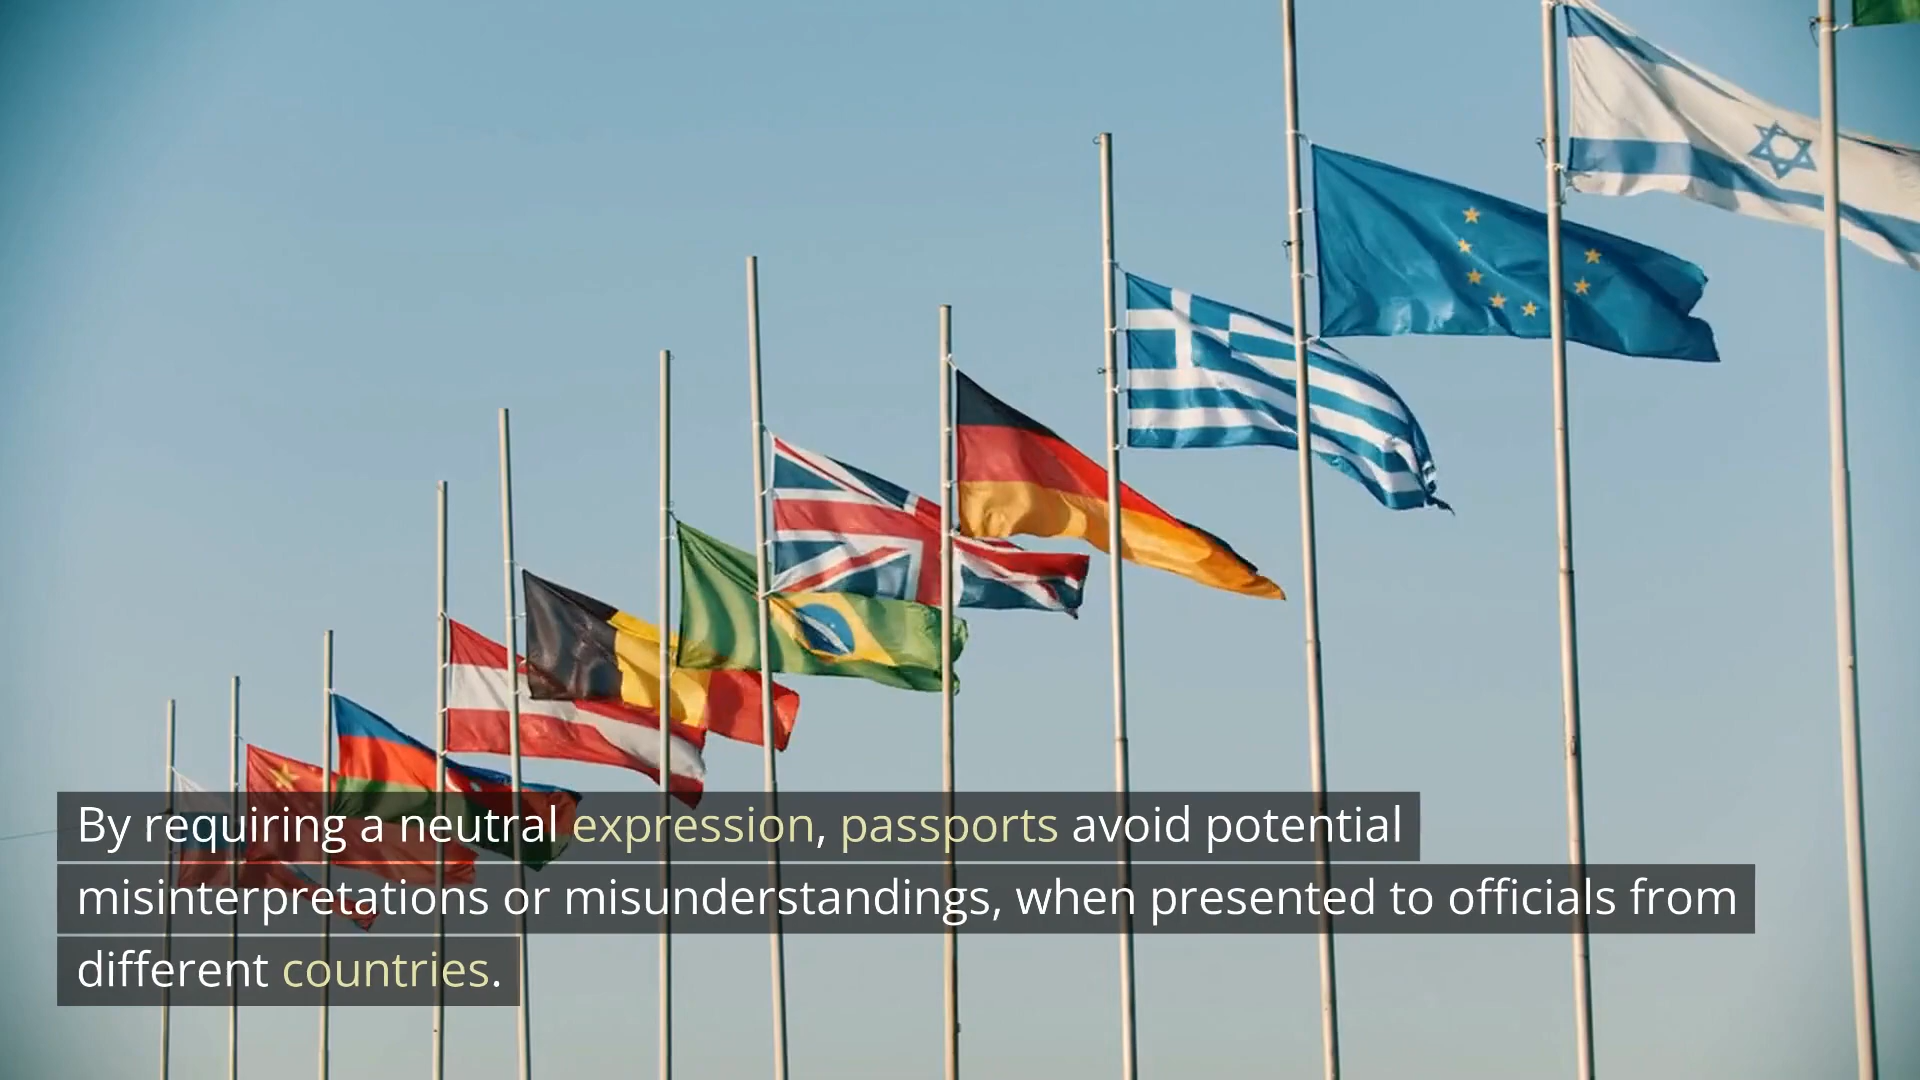 By requiring a neutral expression, passports avoid potential
misinterpretations or misunderstandings, when presented to officials from
different countries.